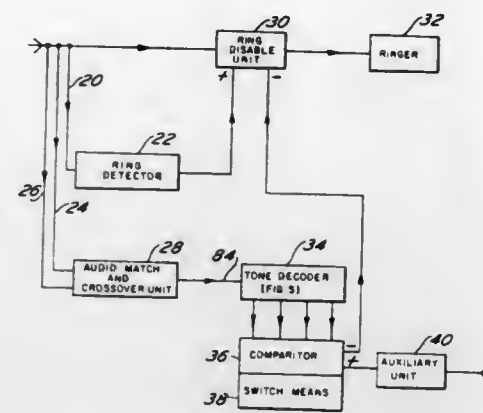 30
RING
DISABLE
UNIT
32
RINGER
20
+
-
22
RING
DETECTOR
26
24
28
AUDIO MATCH
AND
CROSSOVER UNIT
84
34
TONE DECODER
(FIG 5)
36
COMPARITOR
-
+
40
AUXILIARY
UNIT
38
SWITCH MEANS